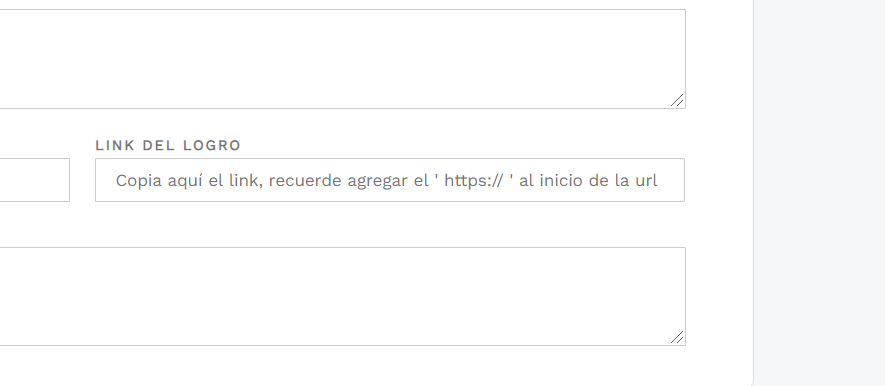 LINK DEL LOGRO
Copia aquí el link, recuerde agregar el ' https:// ' al inicio de la url